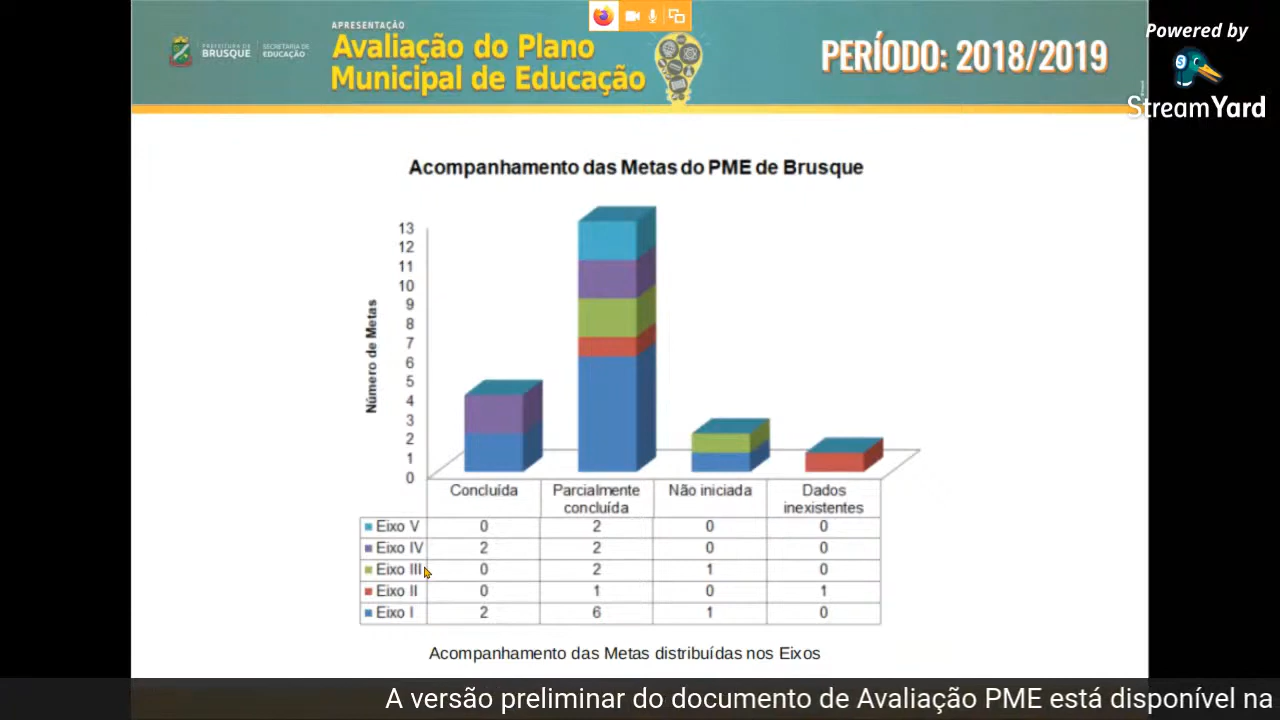 APRESENTAÇÃO
Avaliação do Plano
Municipal de Educação
PREFEITURA DE
BRUSQUE
SECRETARIA DE
EDUCAÇÃO
PERÍODO: 2018/2019
Powered by
StreamYard
Acompanhamento das Metas do PME de Brusque
Número de Metas
13
12
11
10
9
8
7
6
5
4
3
2
1
0
Concluída Parcialmente concluída Não iniciada Dados inexistentes
Eixo V 0 2 0 0
Eixo IV 2 2 0 0
Eixo III 0 2 1 0
Eixo II 0 1 0 1
Eixo I 2 6 1 0
Acompanhamento das Metas distribuídas nos Eixos
A versão preliminar do documento de Avaliação PME está disponível na